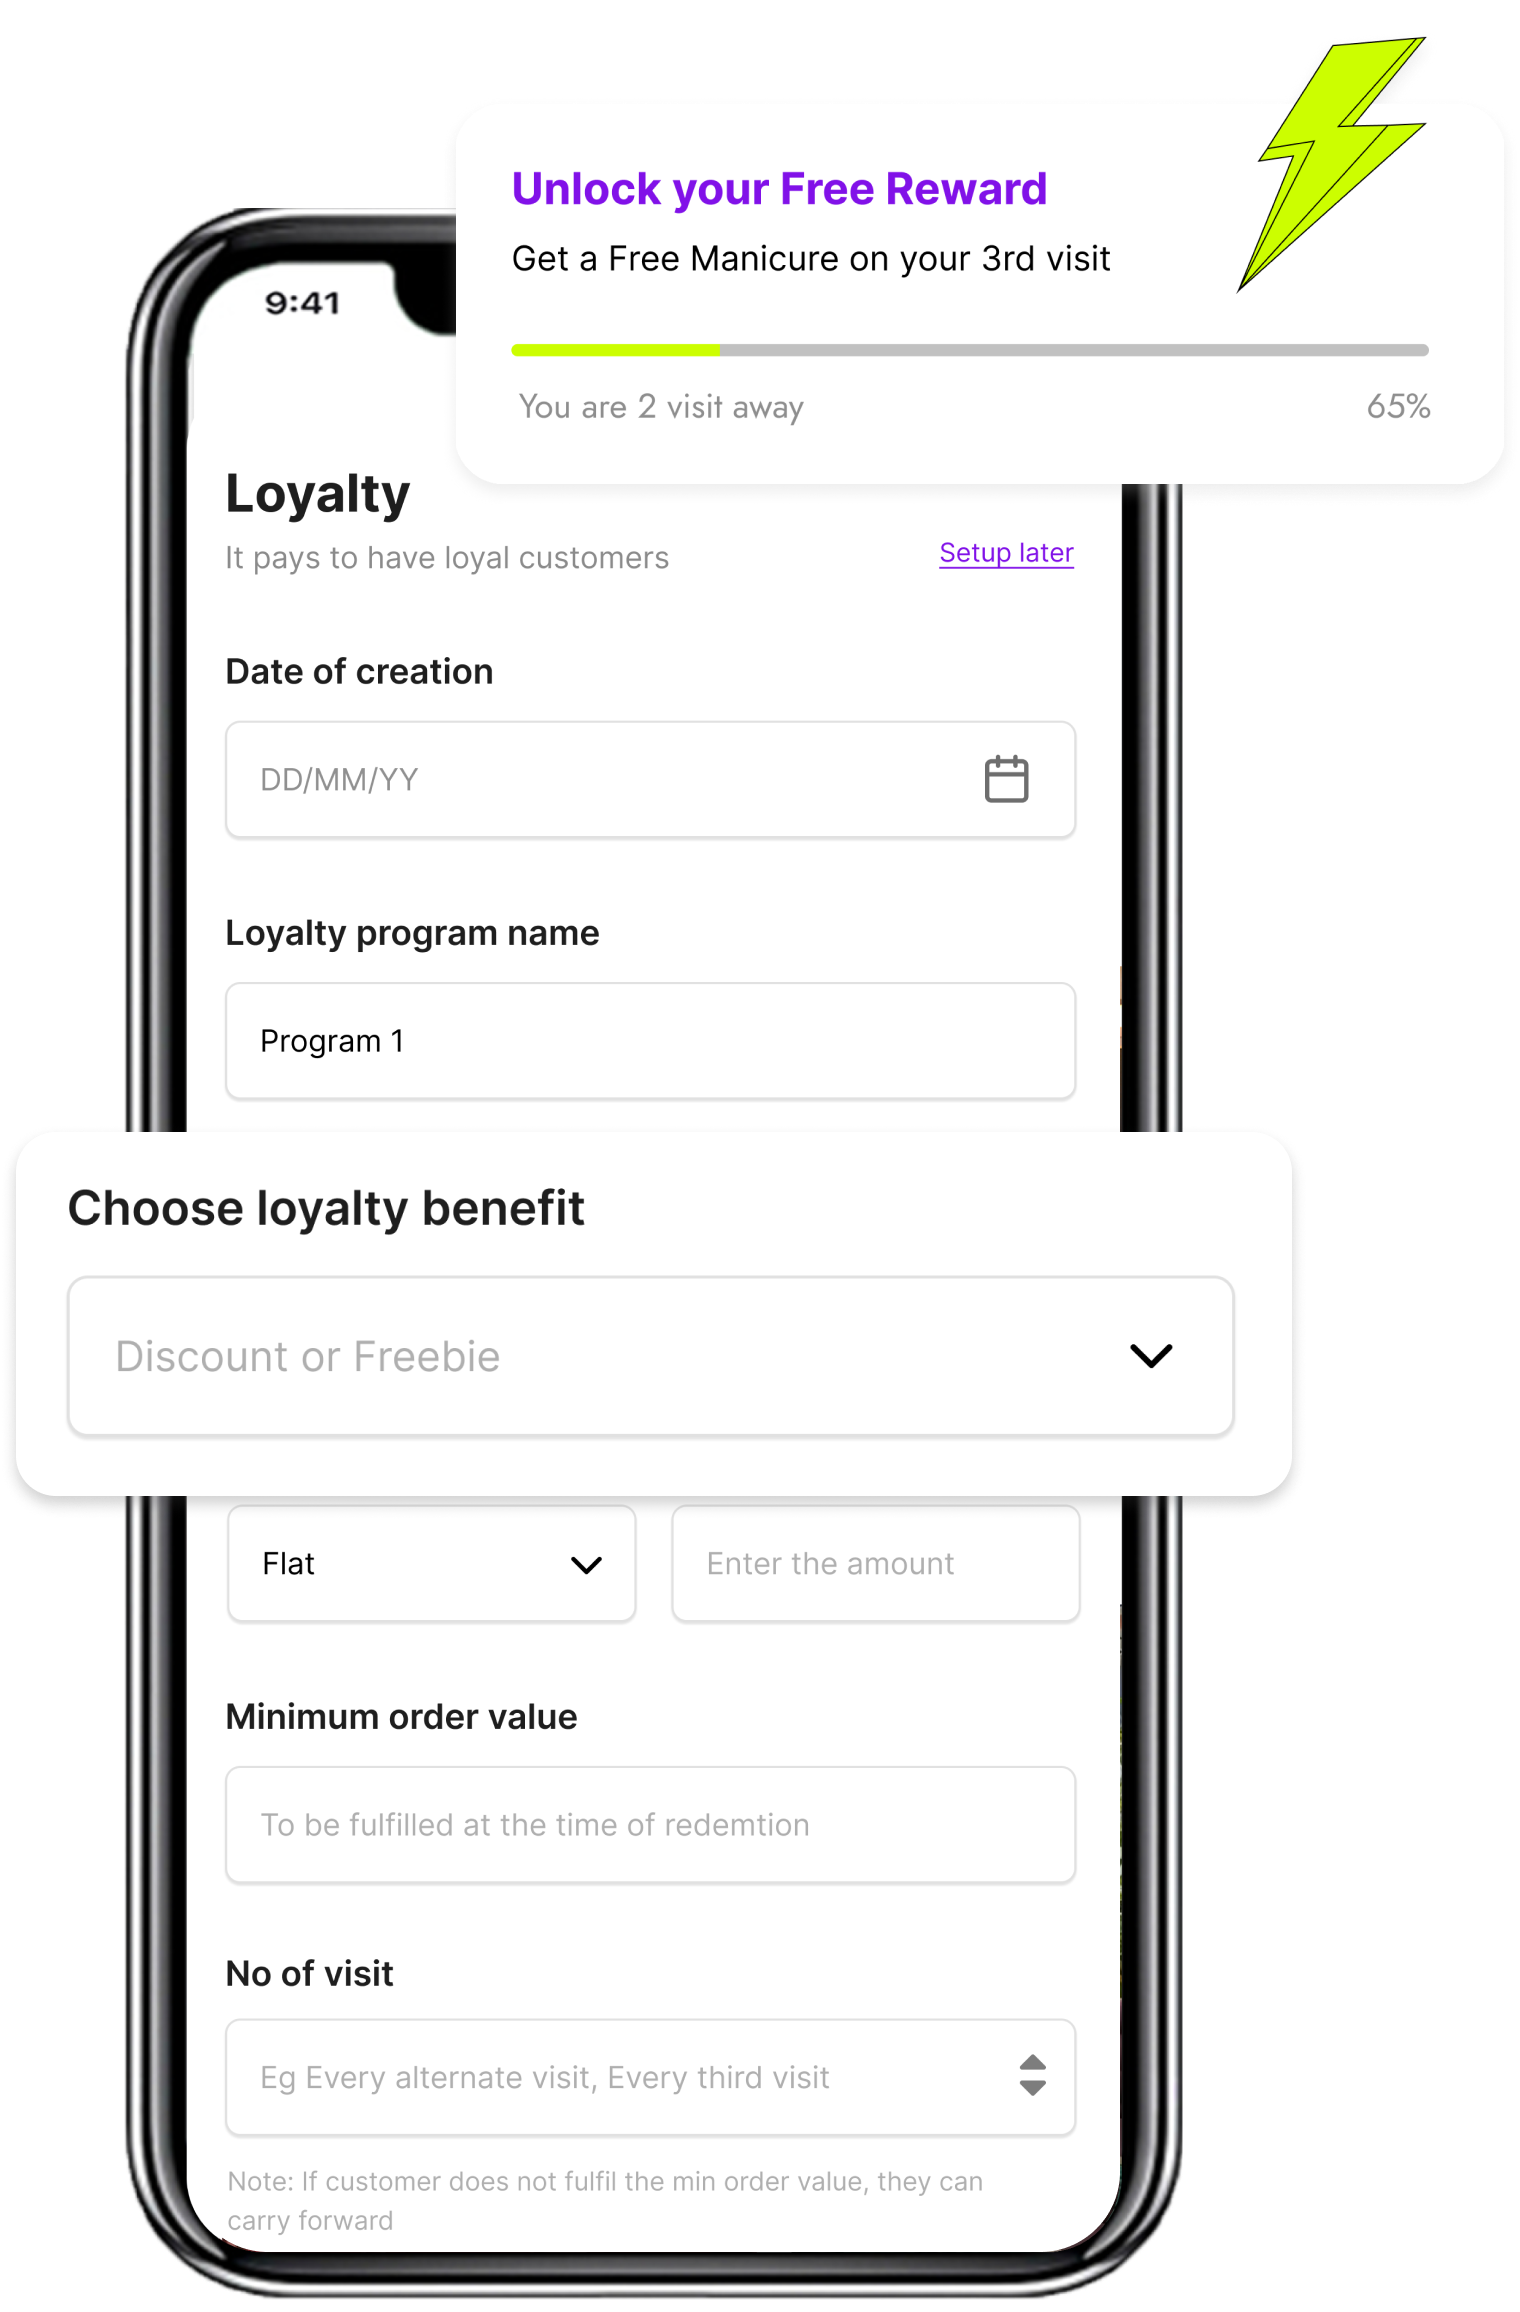 Unlock your Free Reward
Get a Free Manicure on your 3rd visit
9:41
You are 2 visit away
65%
Loyalty
It pays to have loyal customers
Setup later
Date of creation
DD/MM/YY
Loyalty program name
Program 1
Choose loyalty benefit
Discount or Freebie
Flat
Enter the amount
Minimum order value
To be fulfilled at the time of redemtion
No of visit
Eg Every alternate visit, Every third visit
Note: If customer does not fulfil the min order value, they can
carry forward